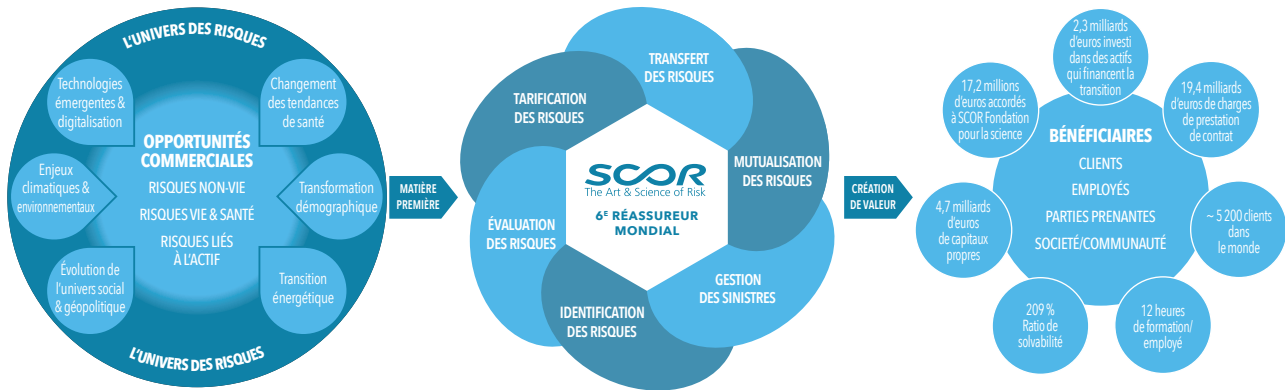 L'UNIVERS DES RISQUES
Technologies
émergentes &
digitalisation
Changement
des tendances
de santé
Enjeux
climatiques &
environnementaux
OPPORTUNITÉS
COMMERCIALES
RISQUES NON-VIE
RISQUES VIE & SANTÉ
RISQUES LIÉS
À L'ACTIF
Transformation
démographique
Évolution de
l'univers social
& géopolitique
Transition
énergétique
L'UNIVERS DES RISQUES
MATIÈRE
PREMIÈRE
TRANSFERT
DES RISQUES
TARIFICATION
DES RISQUES
MUTUALISATION
DES RISQUES
SCOR
The Art & Science of Risk
6E RÉASSUREUR
MONDIAL
ÉVALUATION
DES RISQUES
GESTION
DES SINISTRES
IDENTIFICATION
DES RISQUES
CRÉATION
DE VALEUR
2,3 milliards
d'euros investi
dans des actifs
qui financent la
transition
17,2 millions
d'euros accordés
à SCOR Fondation
pour la science
19,4 milliards
d'euros de charges
de prestation
de contrat
BÉNÉFICIAIRES
CLIENTS
EMPLOYÉS
PARTIES PRENANTES
SOCIETÉ/COMMUNAUTÉ
4,7 milliards
d'euros
de capitaux
propres
~ 5 200 clients
dans
le monde
209 %
Ratio de
solvabilité
12 heures
de formation/
employé